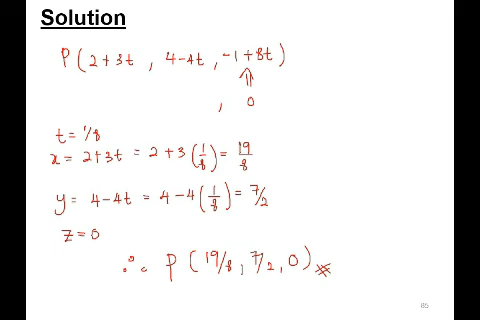 Solution
P(2+3t, 4-4t, -1+8t)
⇑
, 0
t = 1/8
x = 2+3t = 2+3(1/8) = 19/8
y = 4-4t = 4-4(1/8) = 7/2
z = 0
∴ P(19/8, 7/2, 0)
85